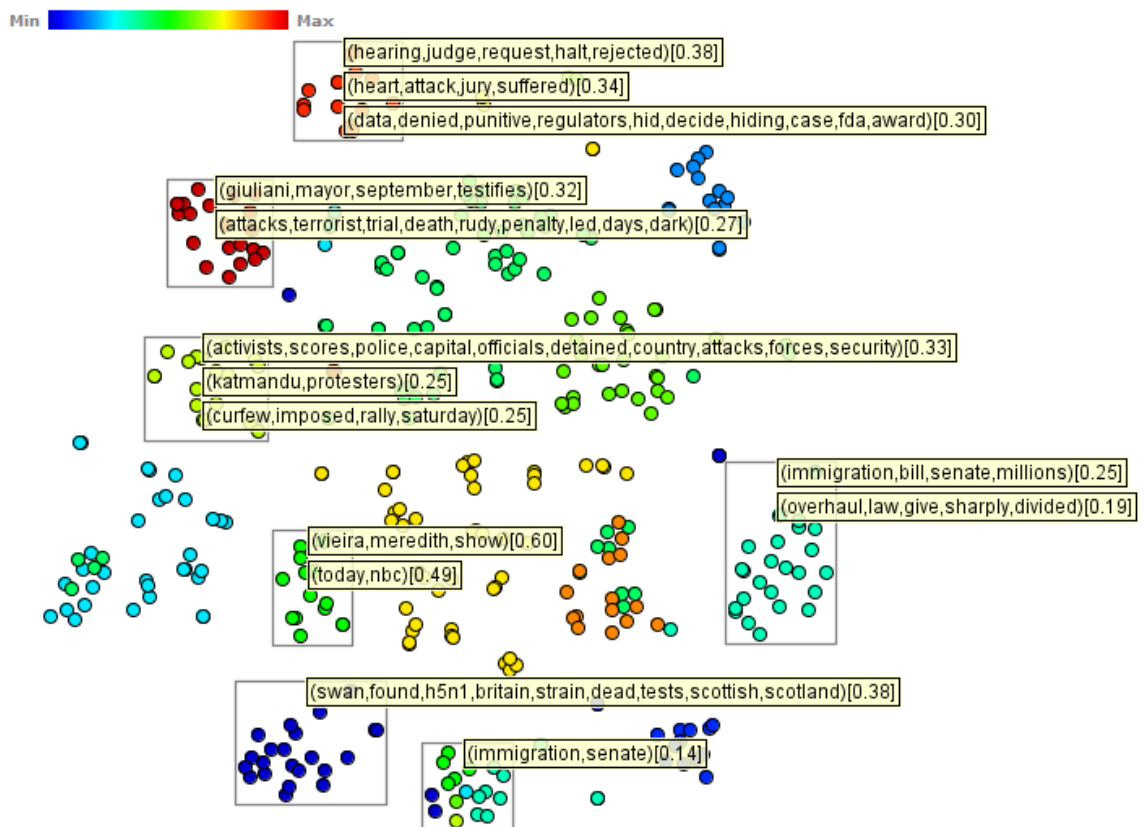 Min Max
(hearing,judge,request,halt,rejected)[0.38]
(heart,attack,jury,suffered)[0.34]
(data,denied,punitive,regulators,hid,decide,hiding,case,fda,award)[0.30]
(giuliani,mayor,september,testifies)[0.32]
(attacks,terrorist,trial,death,rudy,penalty,led,days,dark)[0.27]
(activists,scores,police,capital,officials,detained,country,attacks,forces,security)[0.33]
(katmandu,protesters)[0.25]
(curfew,imposed,rally,saturday)[0.25]
(immigration,bill,senate,millions)[0.25]
(overhaul,law,give,sharply,divided)[0.19]
(vieira,meredith,show)[0.60]
(today,nbc)[0.49]
(swan,found,h5n1,britain,strain,dead,tests,scottish,scotland)[0.38]
(immigration,senate)[0.14]